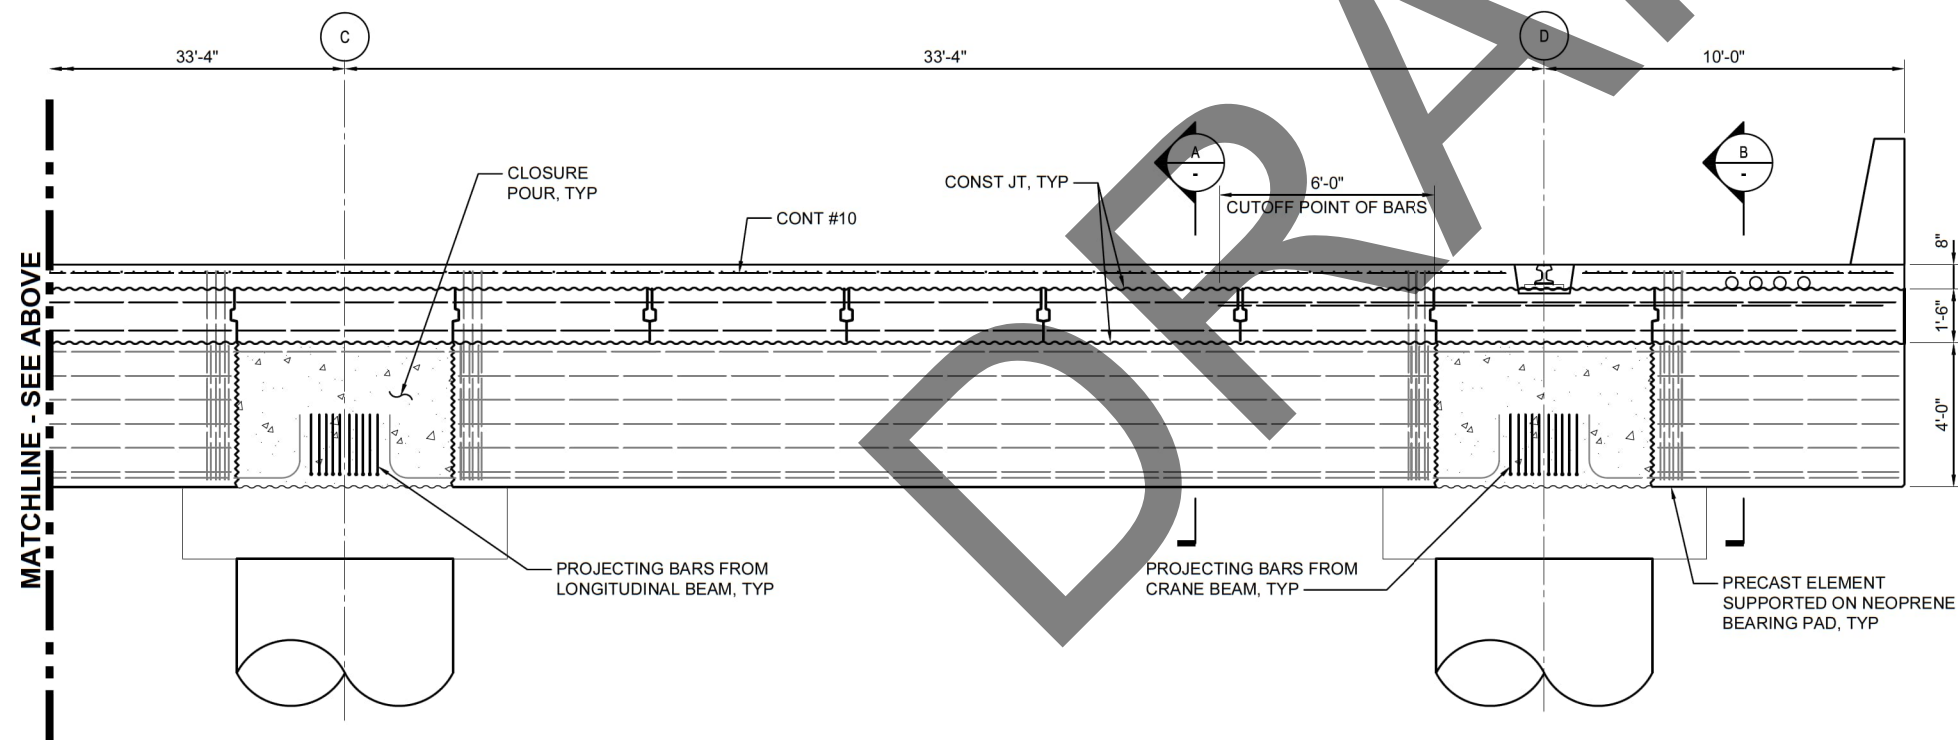 C
D
33'-4"
33'-4"
10'-0"
A
-
B
-
CLOSURE
POUR, TYP
CONST JT, TYP
6'-0"
CUTOFF POINT OF BARS
CONT #10
8"
1'-6"
4'-0"
MATCHLINE - SEE ABOVE
PROJECTING BARS FROM
LONGITUDINAL BEAM, TYP
PROJECTING BARS FROM
CRANE BEAM, TYP
PRECAST ELEMENT
SUPPORTED ON NEOPRENE
BEARING PAD, TYP
DRA